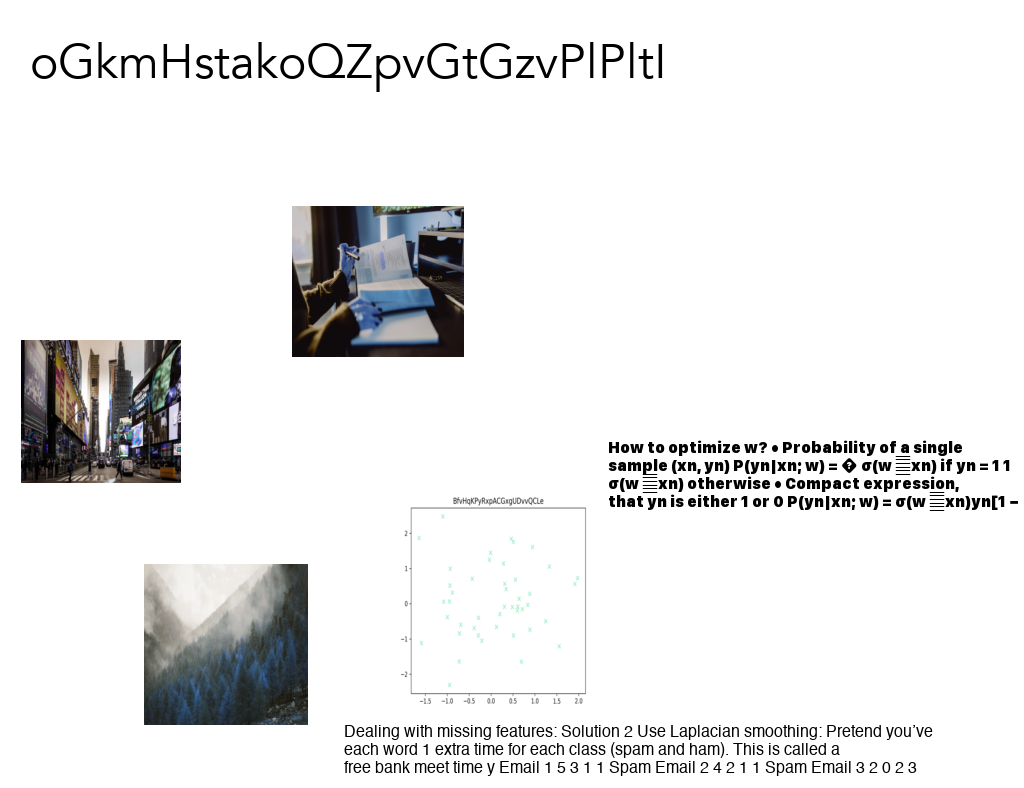 oGkmHstakoQZpvGtGzvPlPltI
How to optimize w? • Probability of a single
sample (xn, yn) P(yn|xn; w) = � σ(w 𝀀xn) if yn = 1 1
σ(w xn) otherwise • Compact expression,
that yn is either 1 or 0 P(yn|xn; w) = σ(w xn)yn[1 −
BfvHqKPyRxpACGxgUDvvQCLe
2
1
0
−1
−2
−1.5 −1.0 −0.5 0.0 0.5 1.0 1.5 2.0
Dealing with missing features: Solution 2 Use Laplacian smoothing: Pretend you’ve
each word 1 extra time for each class (spam and ham). This is called a
free bank meet time y Email 1 5 3 1 1 Spam Email 2 4 2 1 1 Spam Email 3 2 0 2 3